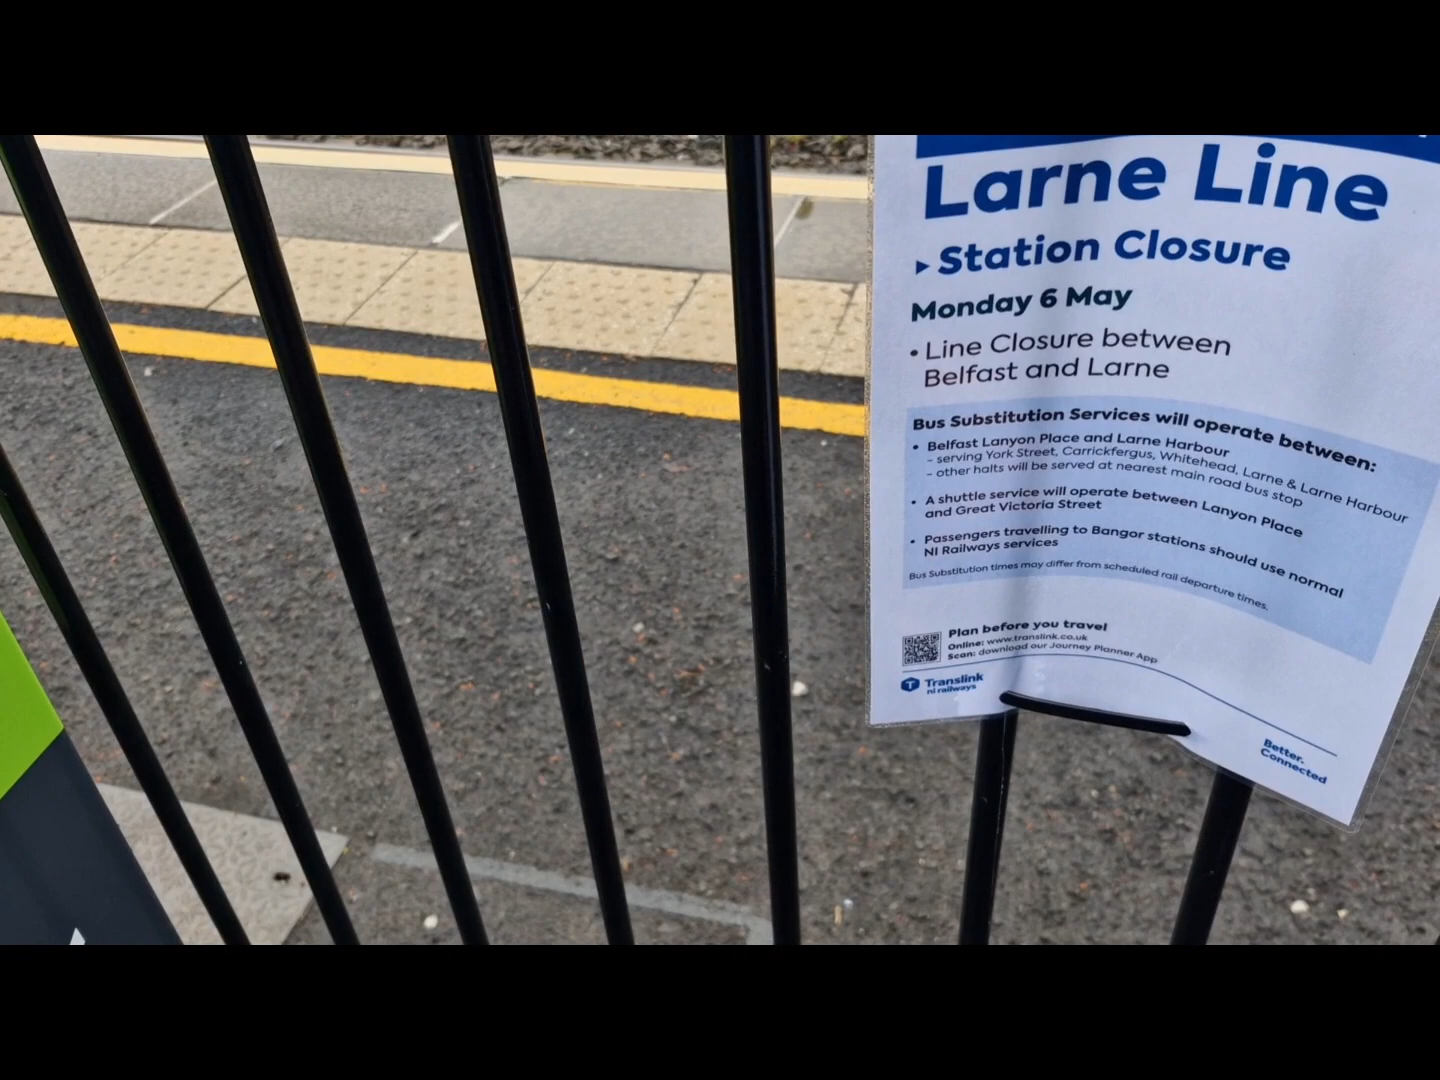 Larne Line
▸ Station Closure
Monday 6 May
• Line Closure between
Belfast and Larne
Bus Substitution Services will operate between:
• Belfast Lanyon Place and Larne Harbour
- serving York Street, Carrickfergus, Whitehead, Larne & Larne Harbour
- other halts will be served at nearest main road bus stop
• A shuttle service will operate between Lanyon Place
and Great Victoria Street
• Passengers travelling to Bangor stations should use normal
NI Railways services
Bus Substitution times may differ from scheduled rail departure times.
Plan before you travel
Online: www.translink.co.uk
Scan: download our Journey Planner App
Translink
ni railways
Better.
Connected